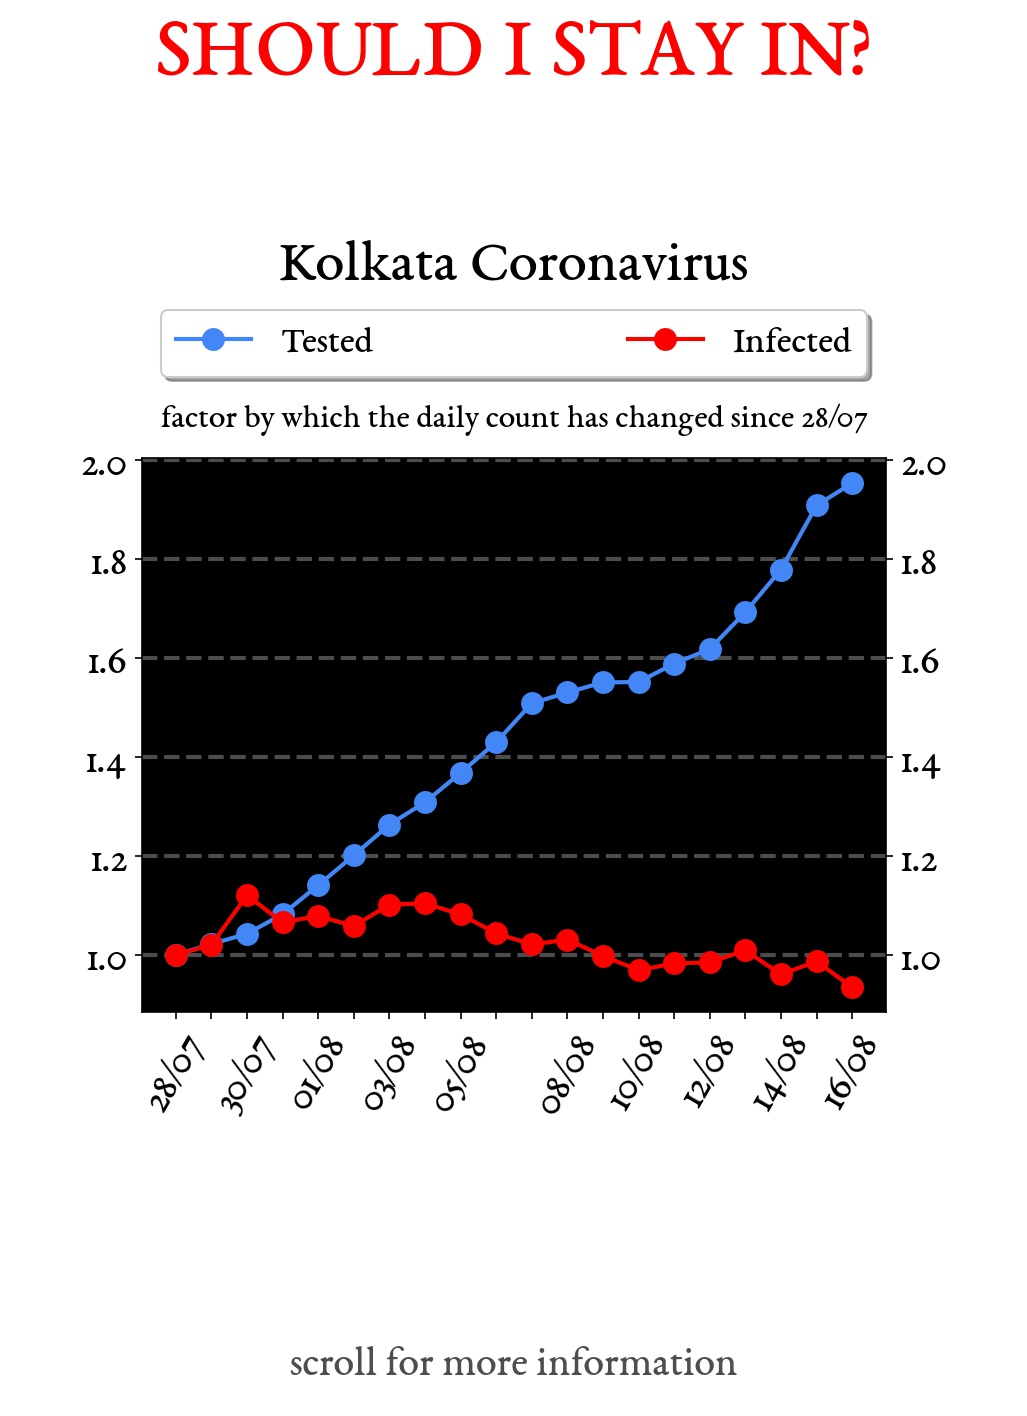 SHOULD I STAY IN?
Kolkata Coronavirus
Tested Infected
factor by which the daily count has changed since 28/07
2.0 2.0
1.8 1.8
1.6 1.6
1.4 1.4
1.2 1.2
1.0 1.0
28/07 30/07 01/08 03/08 05/08 08/08 10/08 12/08 14/08 16/08
scroll for more information